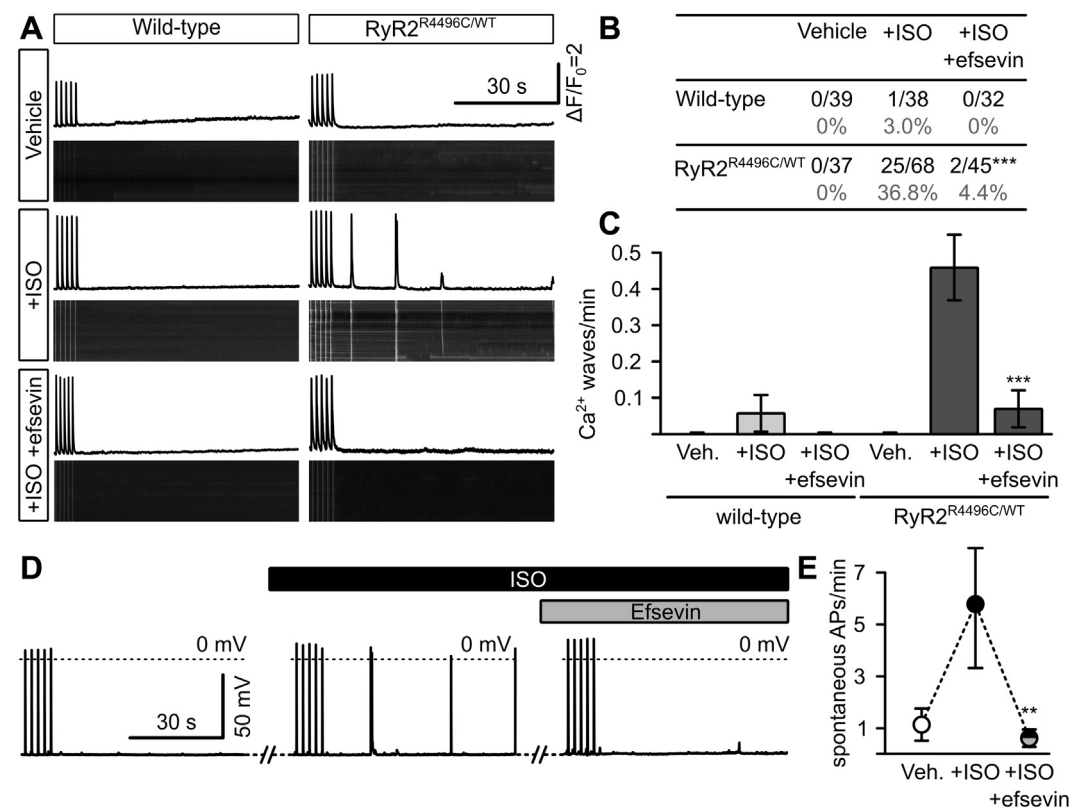 A
Wild-type
RyR2R4496C/WT
Vehicle
30 s
ΔF/F0=2
+ISO
+ISO +efsevin
B
Vehicle +ISO +ISO
+efsevin
Wild-type 0/39 1/38 0/32
0% 3.0% 0%
RyR2R4496C/WT 0/37 25/68 2/45***
0% 36.8% 4.4%
C
Ca2+ waves/min
0.5
0.4
0.3
0.2
0.1
***
Veh. +ISO +ISO Veh. +ISO +ISO
+efsevin +efsevin
wild-type RyR2R4496C/WT
D
ISO
Efsevin
0 mV 0 mV 0 mV
30 s
50 mV
E
spontaneous APs/min
7
5
3
1
**
Veh. +ISO +ISO
+efsevin